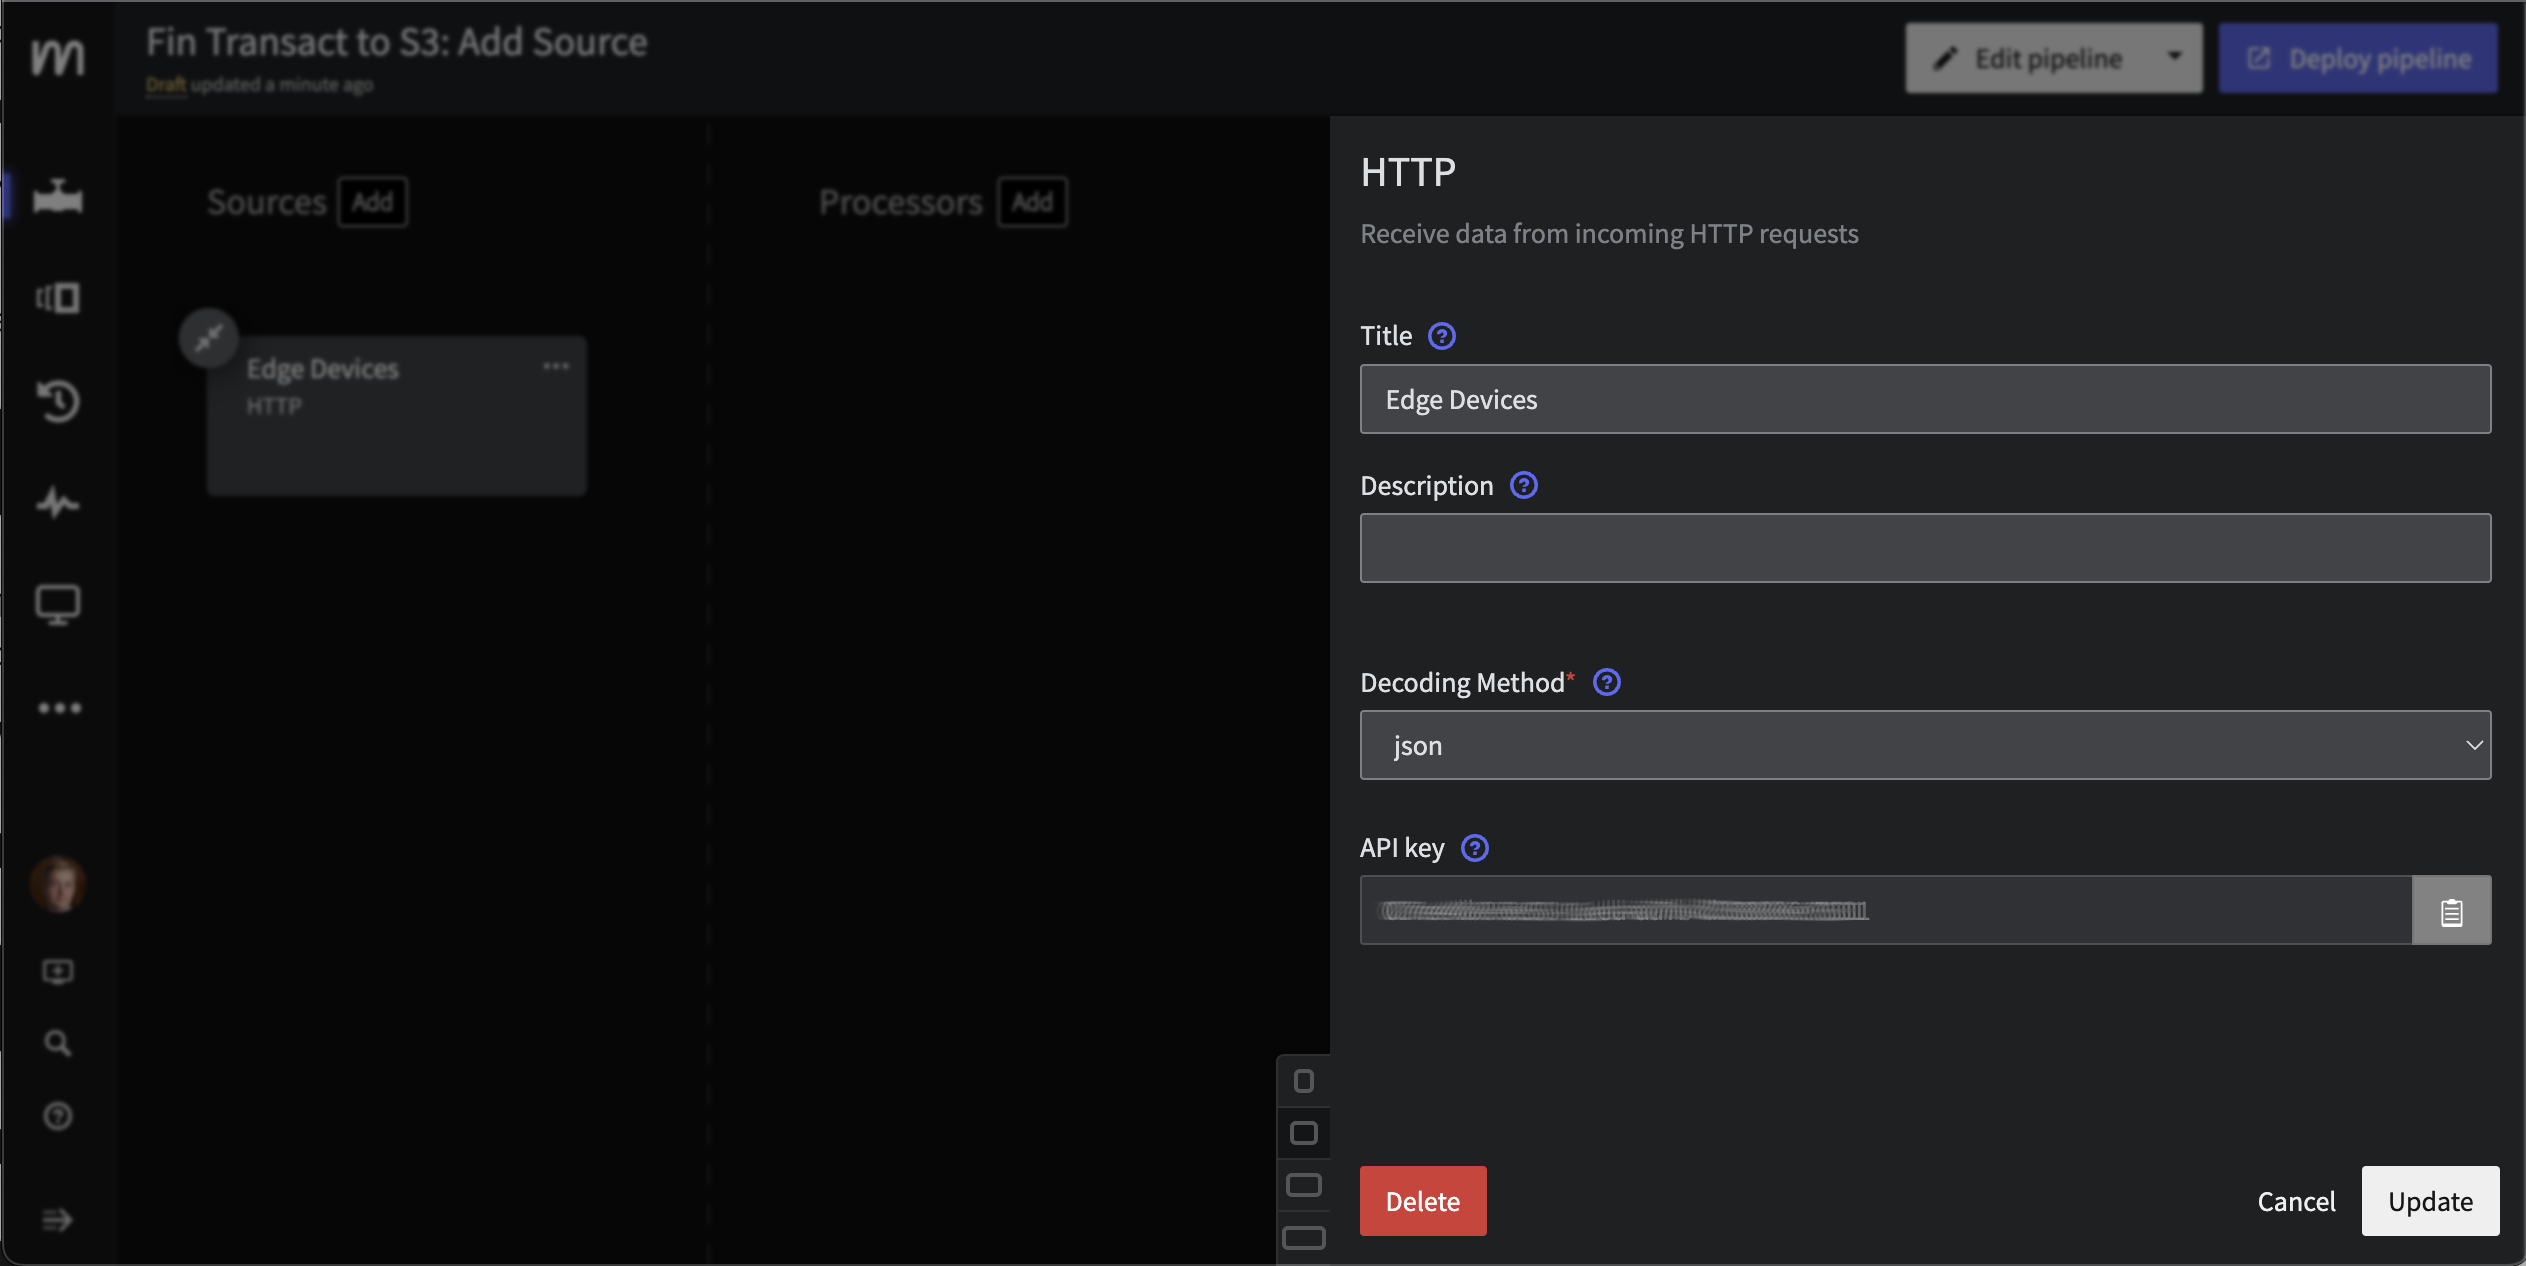 Fin Transact to S3: Add Source
Draft updated a minute ago
Edit pipeline
Deploy pipeline
Sources Add
Processors Add
Edge Devices
HTTP
HTTP
Receive data from incoming HTTP requests
Title
Edge Devices
Description
Decoding Method*
json
API key
Delete
Cancel
Update